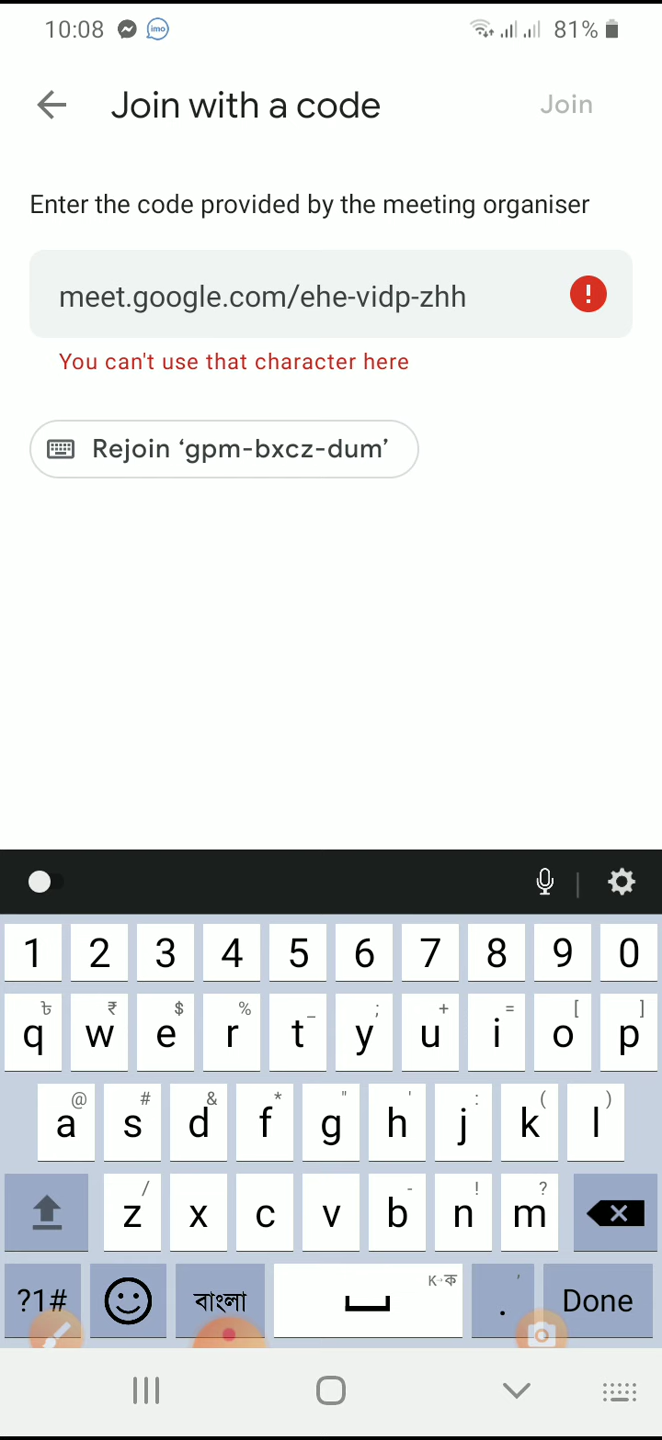 10:08 imo 81%
Join with a code Join
Enter the code provided by the meeting organiser
meet.google.com/ehe-vidp-zhh !
You can't use that character here
Rejoin ‘gpm-bxcz-dum’
1 2 3 4 5 6 7 8 9 0
৳ ₹ $ % _ ; + = [ ]
q w e r t y u i o p
@ # & * " ' : ( )
a s d f g h j k l
/ - ! ?
z x c v b n m
K→ক ,
?1# বাংলা . Done